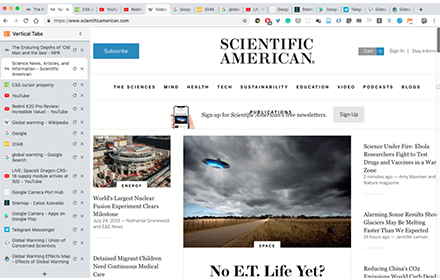 https://www.scientificamerican.com
Vertical Tabs
The Enduring Depths of 'Old
Man and the Sea' : NPR
Science News, Articles, and
Information - Scientific
American
CSS cursor property
YouTube
Redmi K20 Pro Review:
Incredible Value! - YouTube
Global warming - Wikipedia
Google
2048
global warming - Google
Search
LIVE: SpaceX Dragon CRS-
18 supply module arrives at
ISS! - YouTube
Google Camera Port Hub
Sitemap - Celso Azevedo
Google Camera - Apps on
Google Play
Telegram Messenger
Global Warming | Union of
Concerned Scientists
Global Warming Effects Map
- Effects of Global Warming
Subscribe
SCIENTIFIC
AMERICAN
Cart 0 Sign In | Stay Inform
THE SCIENCES MIND HEALTH TECH SUSTAINABILITY EDUCATION VIDEO PODCASTS BLOGS
PUBLICATIONS
Sign up for Scientific American's free newsletters.
Sign Up
ENERGY
World's Largest Nuclear
Fusion Experiment Clears
Milestone
July 24, 2019 — Nathanial Gronewold
and E&E News
Detained Migrant Children
Need Continuous Medical
Care
SPACE
No E.T. Life Yet?
Science Under Fire: Ebola
Researchers Fight to Test
Drugs and Vaccines in a War
Zone
2 minutes ago — Amy Maxmen and
Nature magazine
Alarming Sonar Results Show
Glaciers May Be Melting
Faster Than We Expected
19 hours ago — Jennifer Leman
Reducing China's CO2
Emissions Would Curb Dead